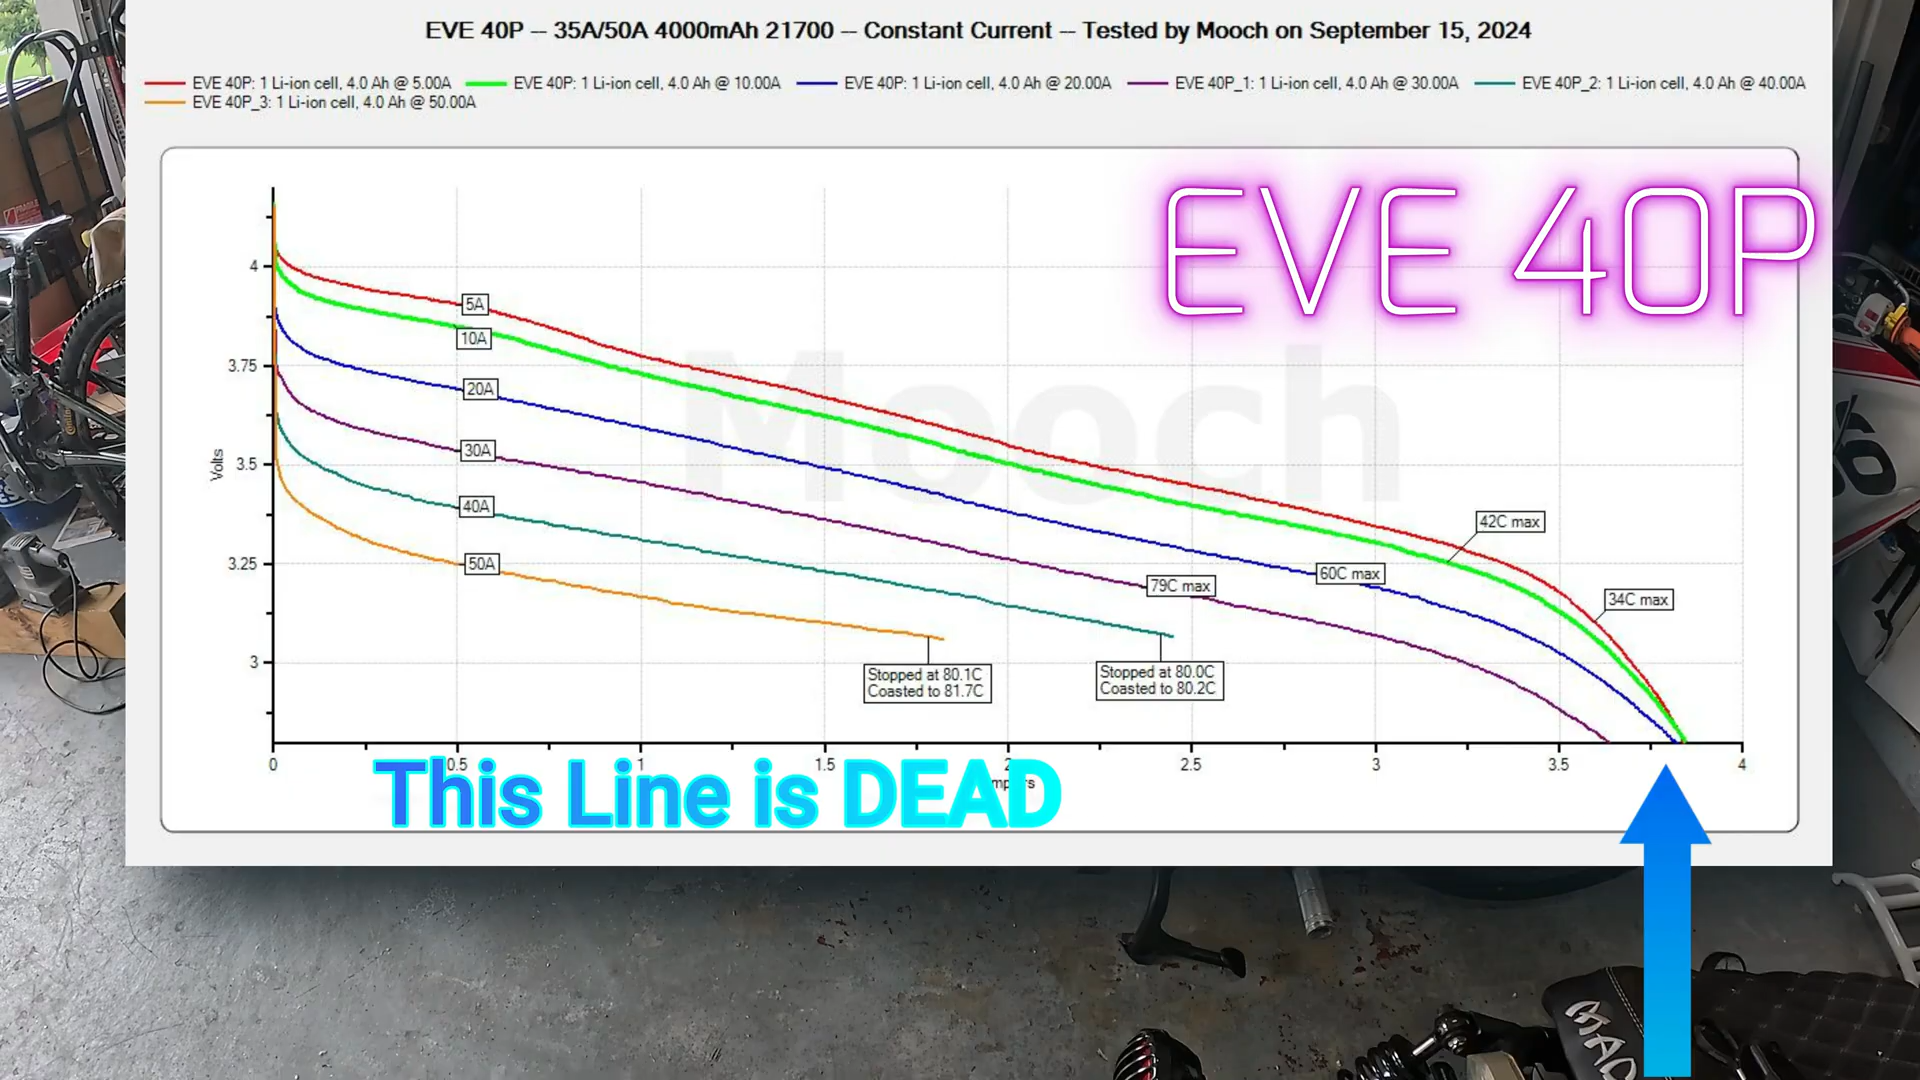 EVE 40P -- 35A/50A 4000mAh 21700 -- Constant Current -- Tested by Mooch on September 15, 2024
EVE 40P: 1 Li-ion cell, 4.0 Ah @ 5.00A
EVE 40P: 1 Li-ion cell, 4.0 Ah @ 10.00A
EVE 40P: 1 Li-ion cell, 4.0 Ah @ 20.00A
EVE 40P_1: 1 Li-ion cell, 4.0 Ah @ 30.00A
EVE 40P_2: 1 Li-ion cell, 4.0 Ah @ 40.00A
EVE 40P_3: 1 Li-ion cell, 4.0 Ah @ 50.00A
EVE 40P
Mooch
Volts
4
3.75
3.5
3.25
3
5A
10A
20A
30A
40A
50A
42C max
34C max
60C max
79C max
Stopped at 80.1C
Coasted to 81.7C
Stopped at 80.0C
Coasted to 80.2C
0
0.5
1
1.5
2
2.5
3
3.5
4
This Line is DEAD
MAD